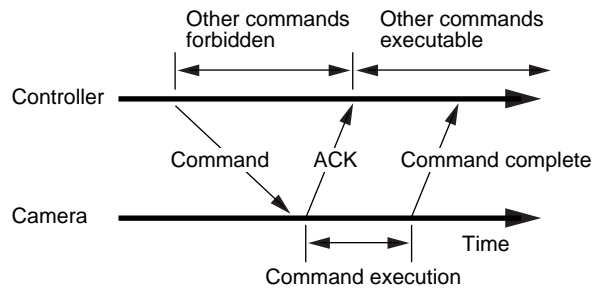 Other commands
forbidden
Other commands
executable
Controller
Command
ACK
Command complete
Camera
Time
Command execution